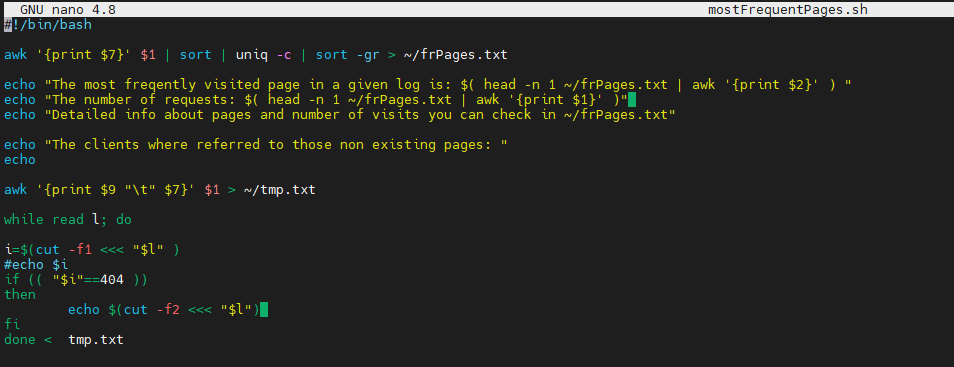 GNU nano 4.8 mostFrequentPages.sh
#!/bin/bash
awk '{print $7}' $1 | sort | uniq -c | sort -gr > ~/frPages.txt
echo "The most freqently visited page in a given log is: $( head -n 1 ~/frPages.txt | awk '{print $2}' ) "
echo "The number of requests: $( head -n 1 ~/frPages.txt | awk '{print $1}' )"
echo "Detailed info about pages and number of visits you can check in ~/frPages.txt"
echo "The clients where referred to those non existing pages: "
echo
awk '{print $9 "\t" $7}' $1 > ~/tmp.txt
while read l; do
i=$(cut -f1 <<< "$l" )
#echo $i
if (( "$i"==404 ))
then
echo $(cut -f2 <<< "$l")
fi
done < tmp.txt